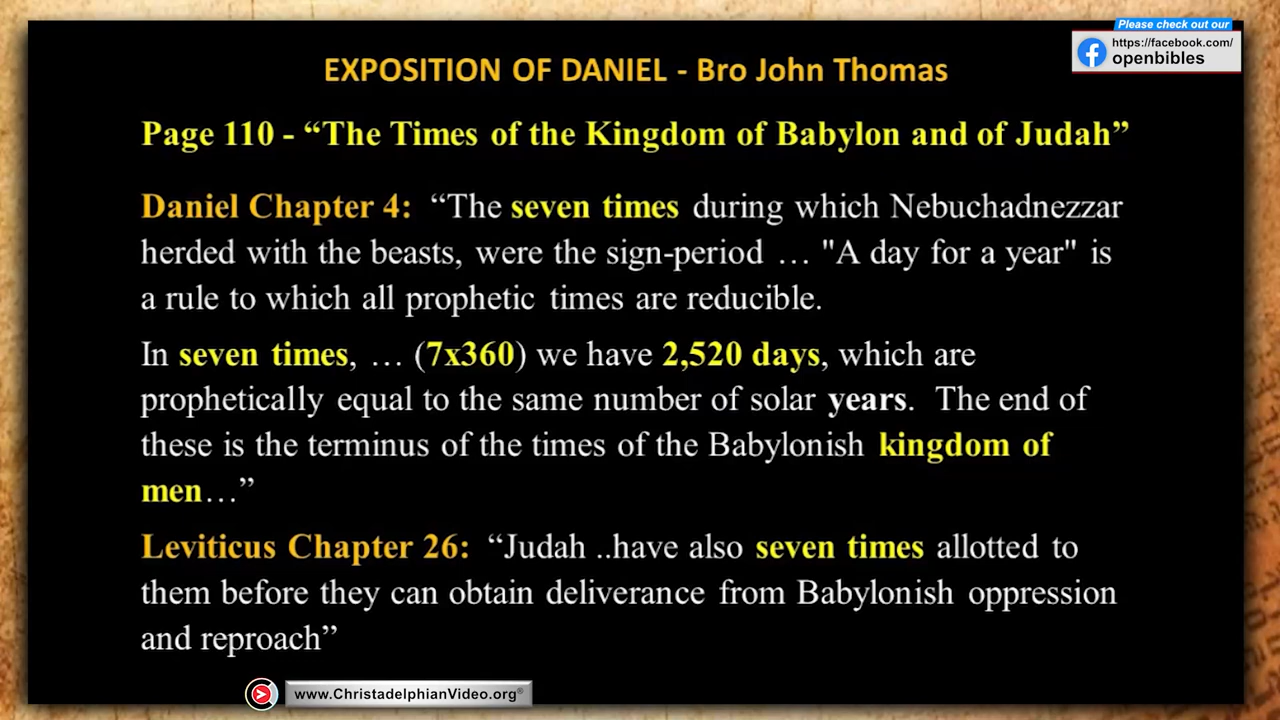 Please check out our
https://facebook.com/
openbibles
EXPOSITION OF DANIEL - Bro John Thomas
Page 110 - “The Times of the Kingdom of Babylon and of Judah”
Daniel Chapter 4: “The seven times during which Nebuchadnezzar
herded with the beasts, were the sign-period … "A day for a year" is
a rule to which all prophetic times are reducible.
In seven times, … (7x360) we have 2,520 days, which are
prophetically equal to the same number of solar years. The end of
these is the terminus of the times of the Babylonish kingdom of
men…”
Leviticus Chapter 26: “Judah ..have also seven times allotted to
them before they can obtain deliverance from Babylonish oppression
and reproach”
www.ChristadelphianVideo.org®